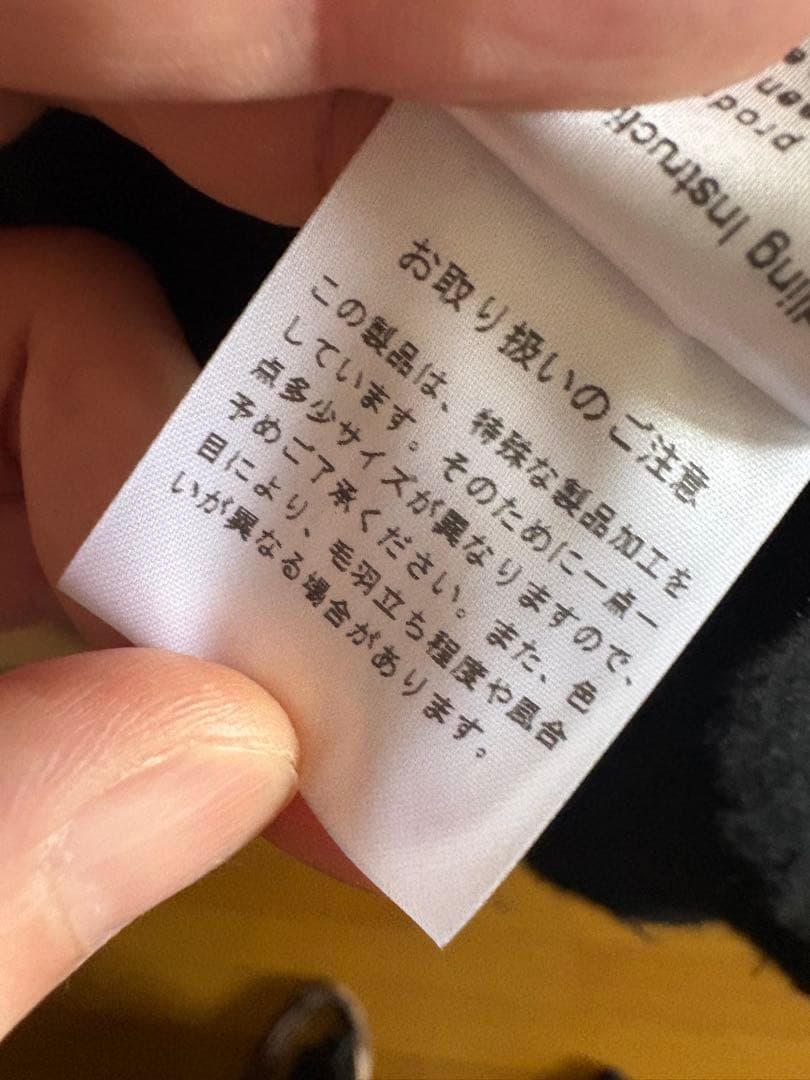 お取り扱いのご注意
この製品は、特殊な製品加工を
しています。そのために一点一
点多少サイズが異なりますので、
予めご了承ください。また、色
目により、毛羽立ち程度や風合
いが異なる場合があります。
dling Instructi
prod
en